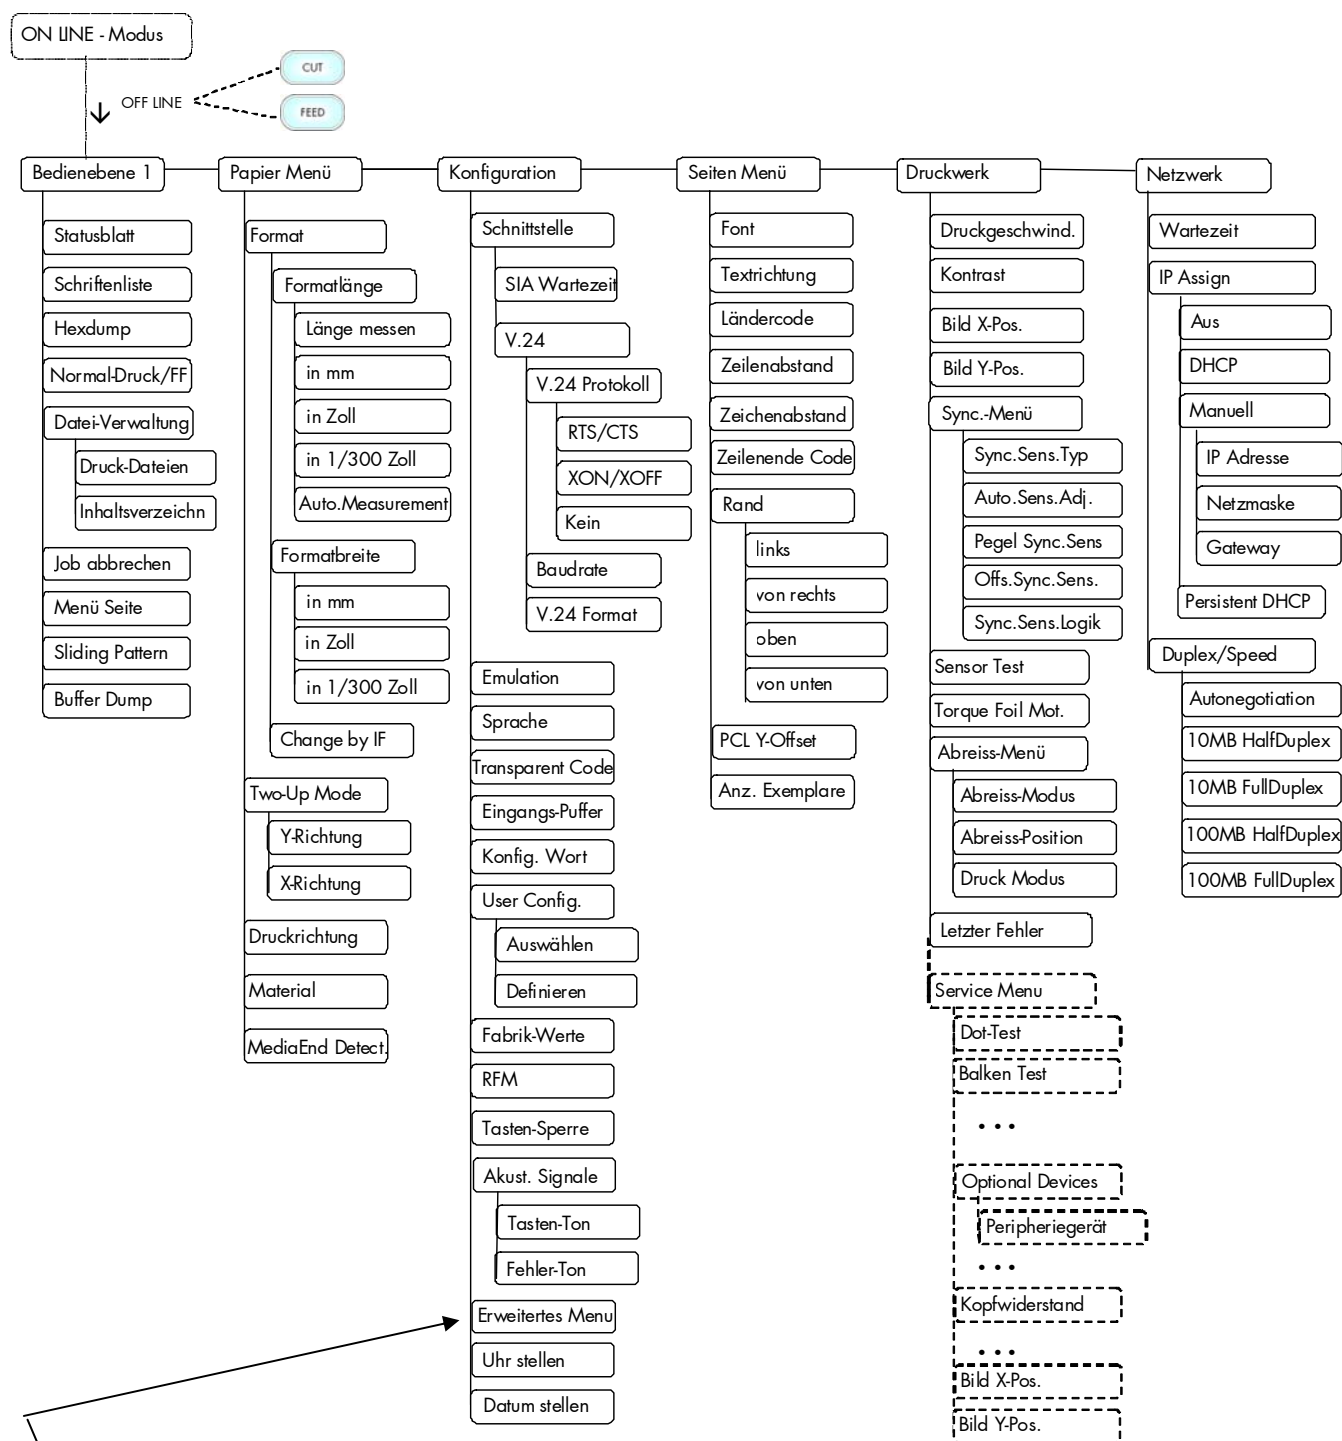 ON LINE - Modus
OFF LINE
CUT
FEED
Bedienebene 1
Statusblatt
Schriftenliste
Hexdump
Normal-Druck/FF
Datei-Verwaltung
Druck-Dateien
Inhaltsverzeichn
Job abbrechen
Menü Seite
Sliding Pattern
Buffer Dump
Papier Menü
Format
Formatlänge
Länge messen
in mm
in Zoll
in 1/300 Zoll
Auto.Measurement
Formatbreite
in mm
in Zoll
in 1/300 Zoll
Change by IF
Two-Up Mode
Y-Richtung
X-Richtung
Druckrichtung
Material
MediaEnd Detect.
Konfiguration
Schnittstelle
SIA Wartezeit
V.24
V.24 Protokoll
RTS/CTS
XON/XOFF
Kein
Baudrate
V.24 Format
Emulation
Sprache
Transparent Code
Eingangs-Puffer
Konfig. Wort
User Config.
Auswählen
Definieren
Fabrik-Werte
RFM
Tasten-Sperre
Akust. Signale
Tasten-Ton
Fehler-Ton
Erweitertes Menu
Uhr stellen
Datum stellen
Seiten Menü
Font
Textrichtung
Ländercode
Zeilenabstand
Zeichenabstand
Zeilenende Code
Rand
links
von rechts
oben
von unten
PCL Y-Offset
Anz. Exemplare
Druckwerk
Druckgeschwind.
Kontrast
Bild X-Pos.
Bild Y-Pos.
Sync.-Menü
Sync.Sens.Typ
Auto.Sens.Adj.
Pegel Sync.Sens
Offs.Sync.Sens.
Sync.Sens.Logik
Sensor Test
Torque Foil Mot.
Abreiss-Menü
Abreiss-Modus
Abreiss-Position
Druck Modus
Letzter Fehler
Service Menu
Dot-Test
Balken Test
...
Optional Devices
Peripheriegerät
...
Kopfwiderstand
...
Bild X-Pos.
Bild Y-Pos.
Netzwerk
Wartezeit
IP Assign
Aus
DHCP
Manuell
IP Adresse
Netzmaske
Gateway
Persistent DHCP
Duplex/Speed
Autonegotiation
10MB HalfDuplex
10MB FullDuplex
100MB HalfDuplex
100MB FullDuplex